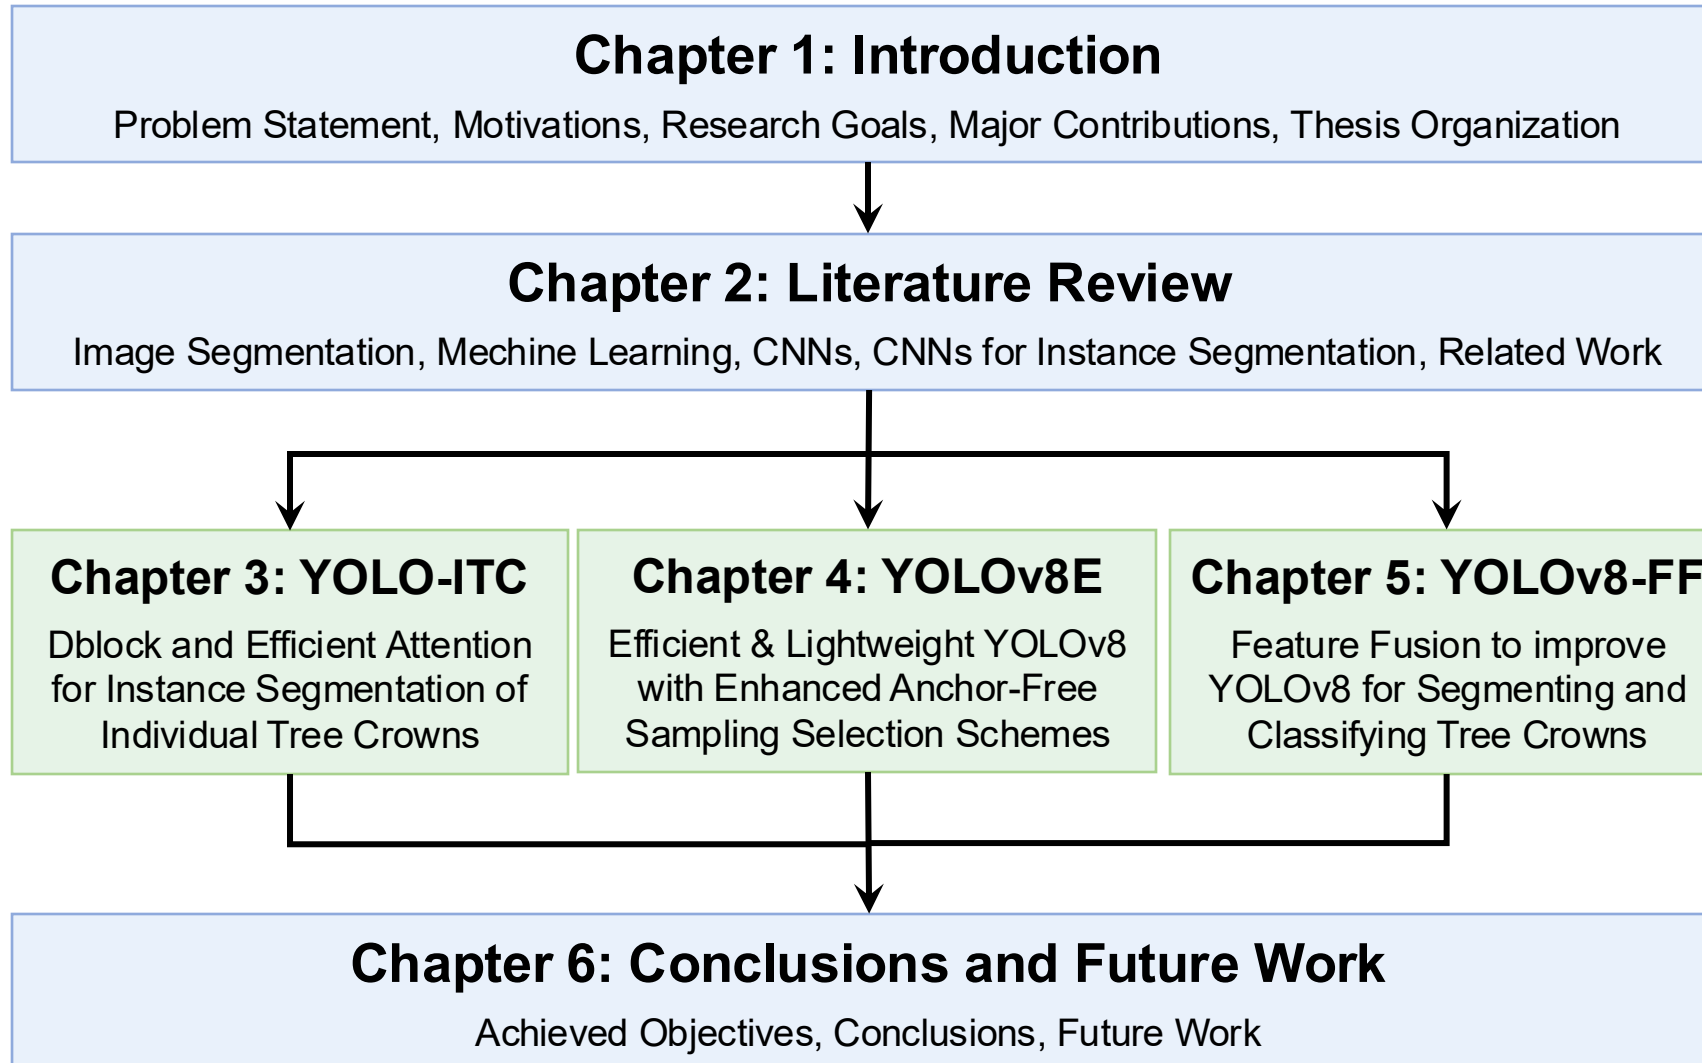 Chapter 1: Introduction
Problem Statement, Motivations, Research Goals, Major Contributions, Thesis Organization
Chapter 2: Literature Review
Image Segmentation, Mechine Learning, CNNs, CNNs for Instance Segmentation, Related Work
Chapter 3: YOLO-ITC
Dblock and Efficient Attention
for Instance Segmentation of
Individual Tree Crowns
Chapter 4: YOLOv8E
Efficient & Lightweight YOLOv8
with Enhanced Anchor-Free
Sampling Selection Schemes
Chapter 5: YOLOv8-FF
Feature Fusion to improve
YOLOv8 for Segmenting and
Classifying Tree Crowns
Chapter 6: Conclusions and Future Work
Achieved Objectives, Conclusions, Future Work